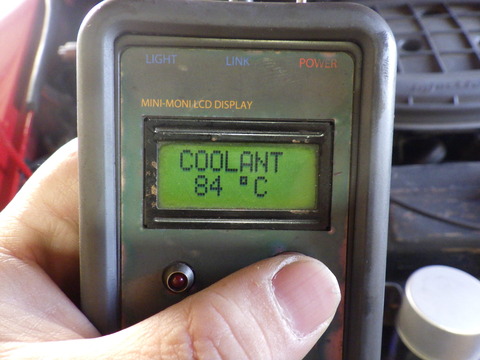 LIGHT LINK POWER
MINI-MONI LCD DISPLAY
COOLANT
84 °C